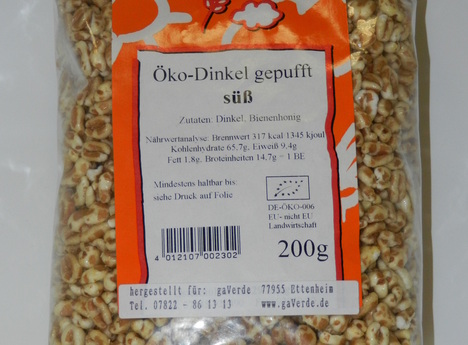 Öko-Dinkel gepufft
süß
Zutaten: Dinkel, Bienenhonig
Nährwertanalyse: Brennwert 317 kcal 1345 kjoul
Kohlenhydrate 65,7g, Eiweiß 9,4g
Fett 1,8g. Broteinheiten 14,7g = 1 BE
Mindestens haltbar bis:
siehe Druck auf Folie
DE-ÖKO-006
EU- nicht EU
Landwirtschaft
4 012107 002302
200g
hergestellt für: gaVerde 77955 Ettenheim
Tel. 07822 - 86 13 13 www.gaVerde.de